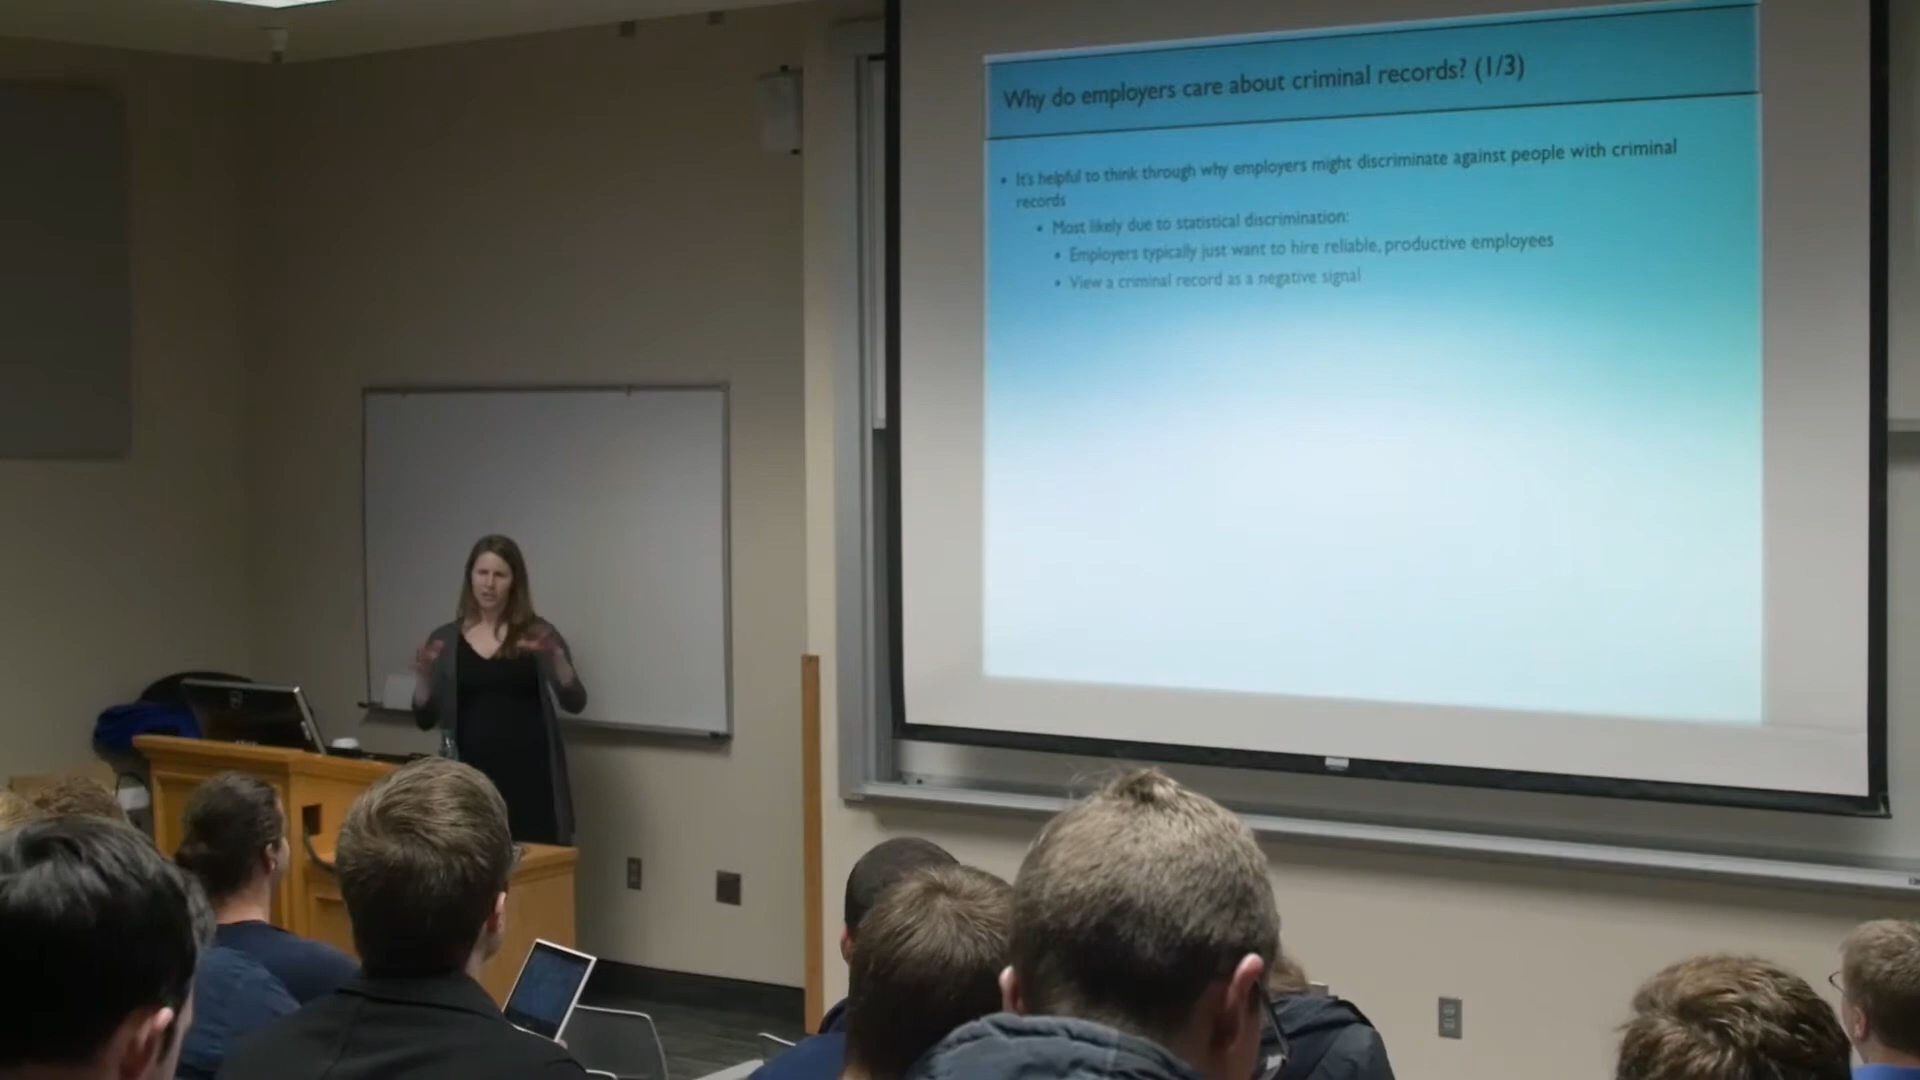 Why do employers care about criminal records? (1/3)
• It's helpful to think through why employers might discriminate against people with criminal
records
• Most likely due to statistical discrimination:
• Employers typically just want to hire reliable, productive employees
• View a criminal record as a negative signal